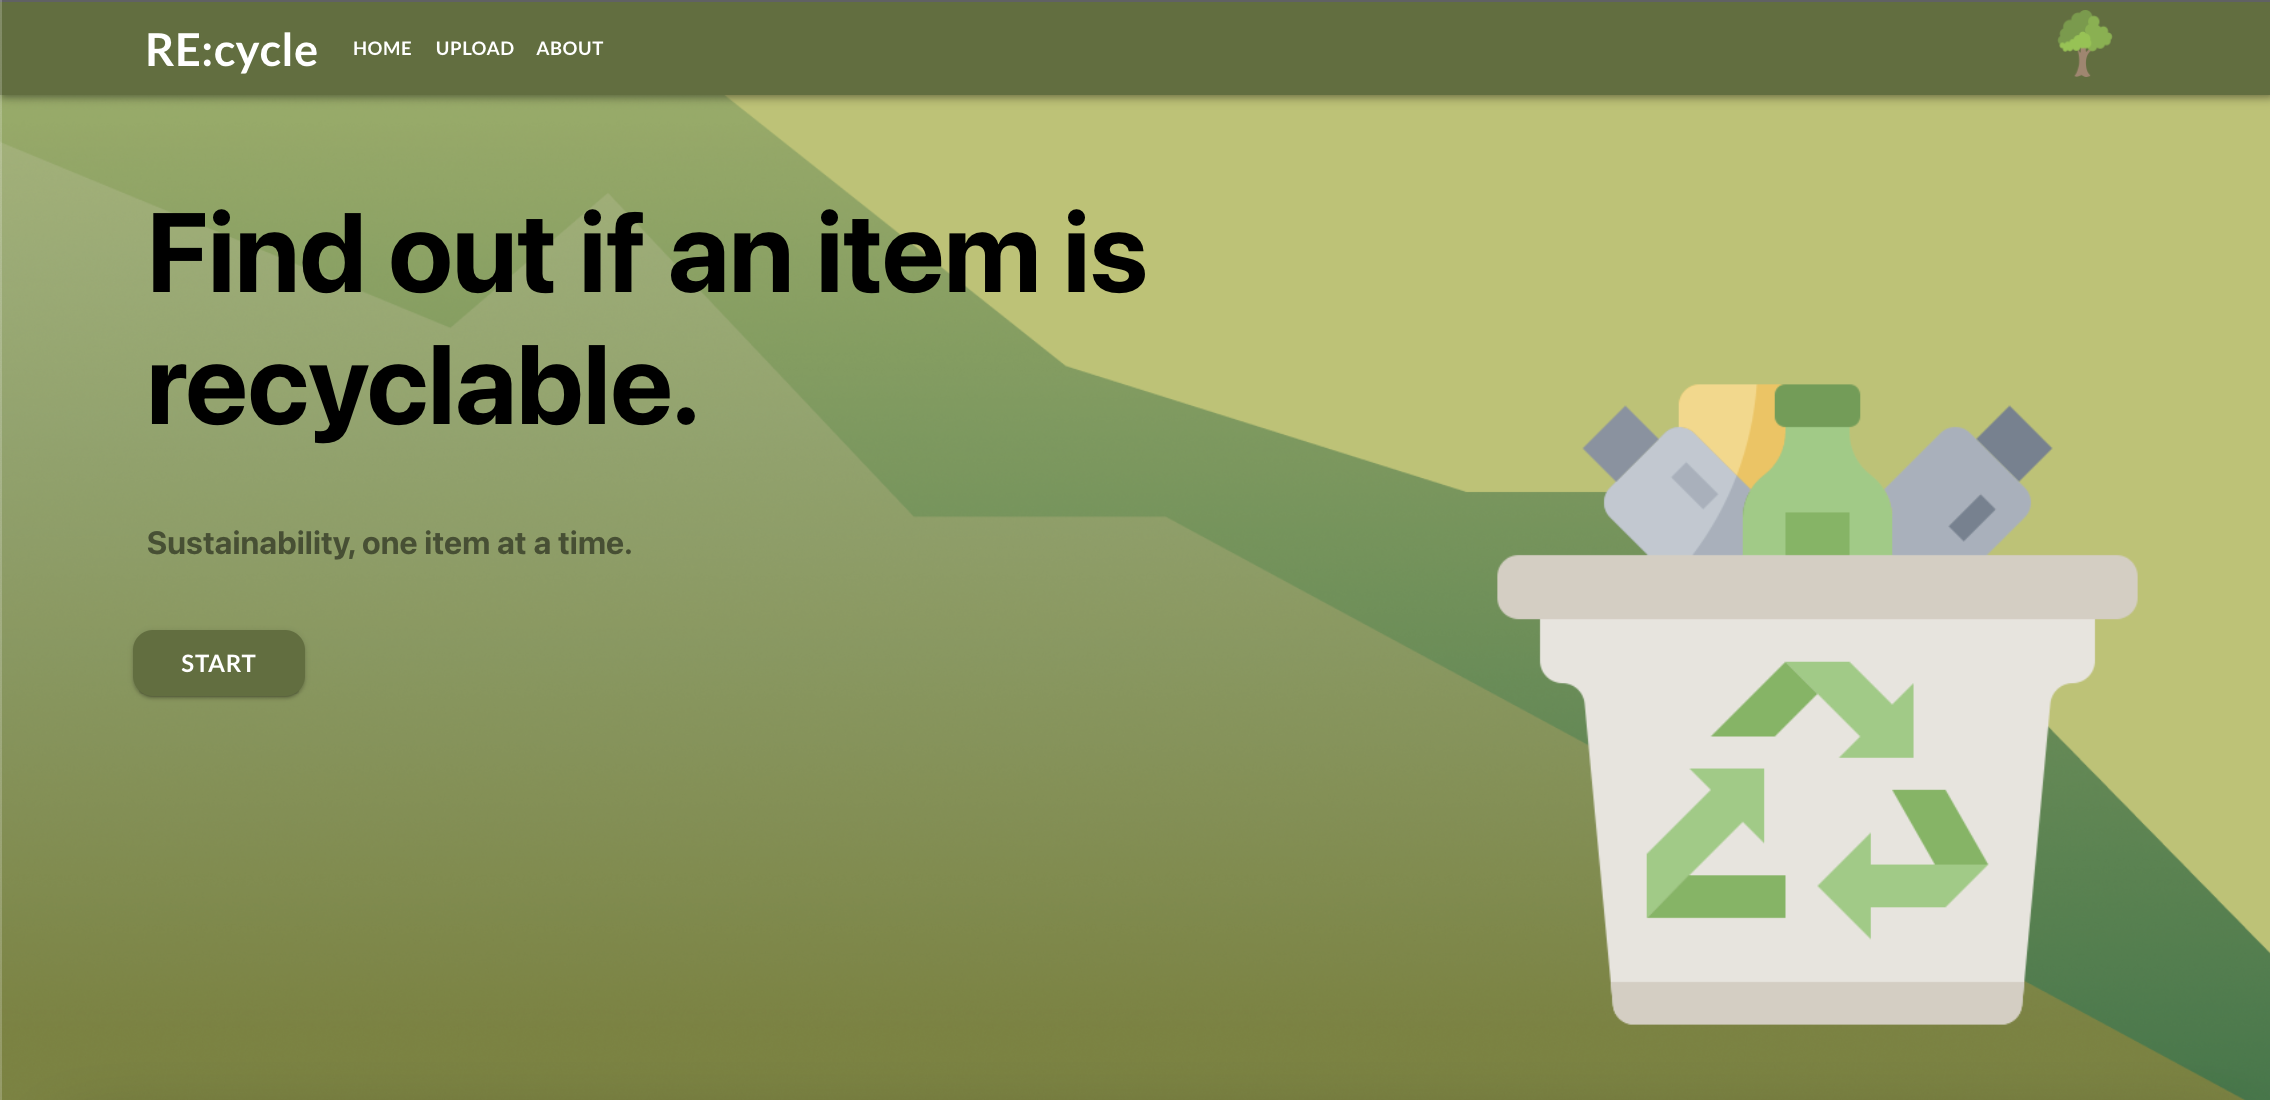 RE:cycle HOME UPLOAD ABOUT
Find out if an item is
recyclable.
Sustainability, one item at a time.
START